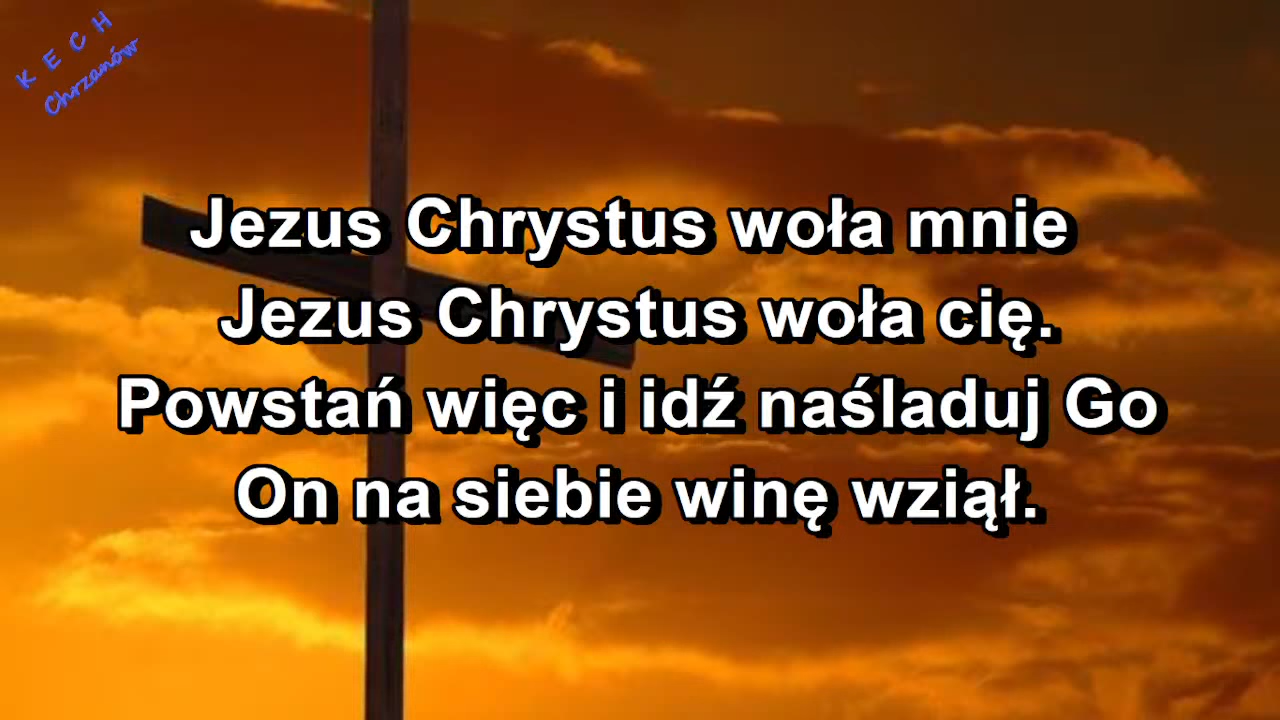 K E C H
Chrzanów
Jezus Chrystus woła mnie
Jezus Chrystus woła cię.
Powstań więc i idź naśladuj Go
On na siebie winę wziął.